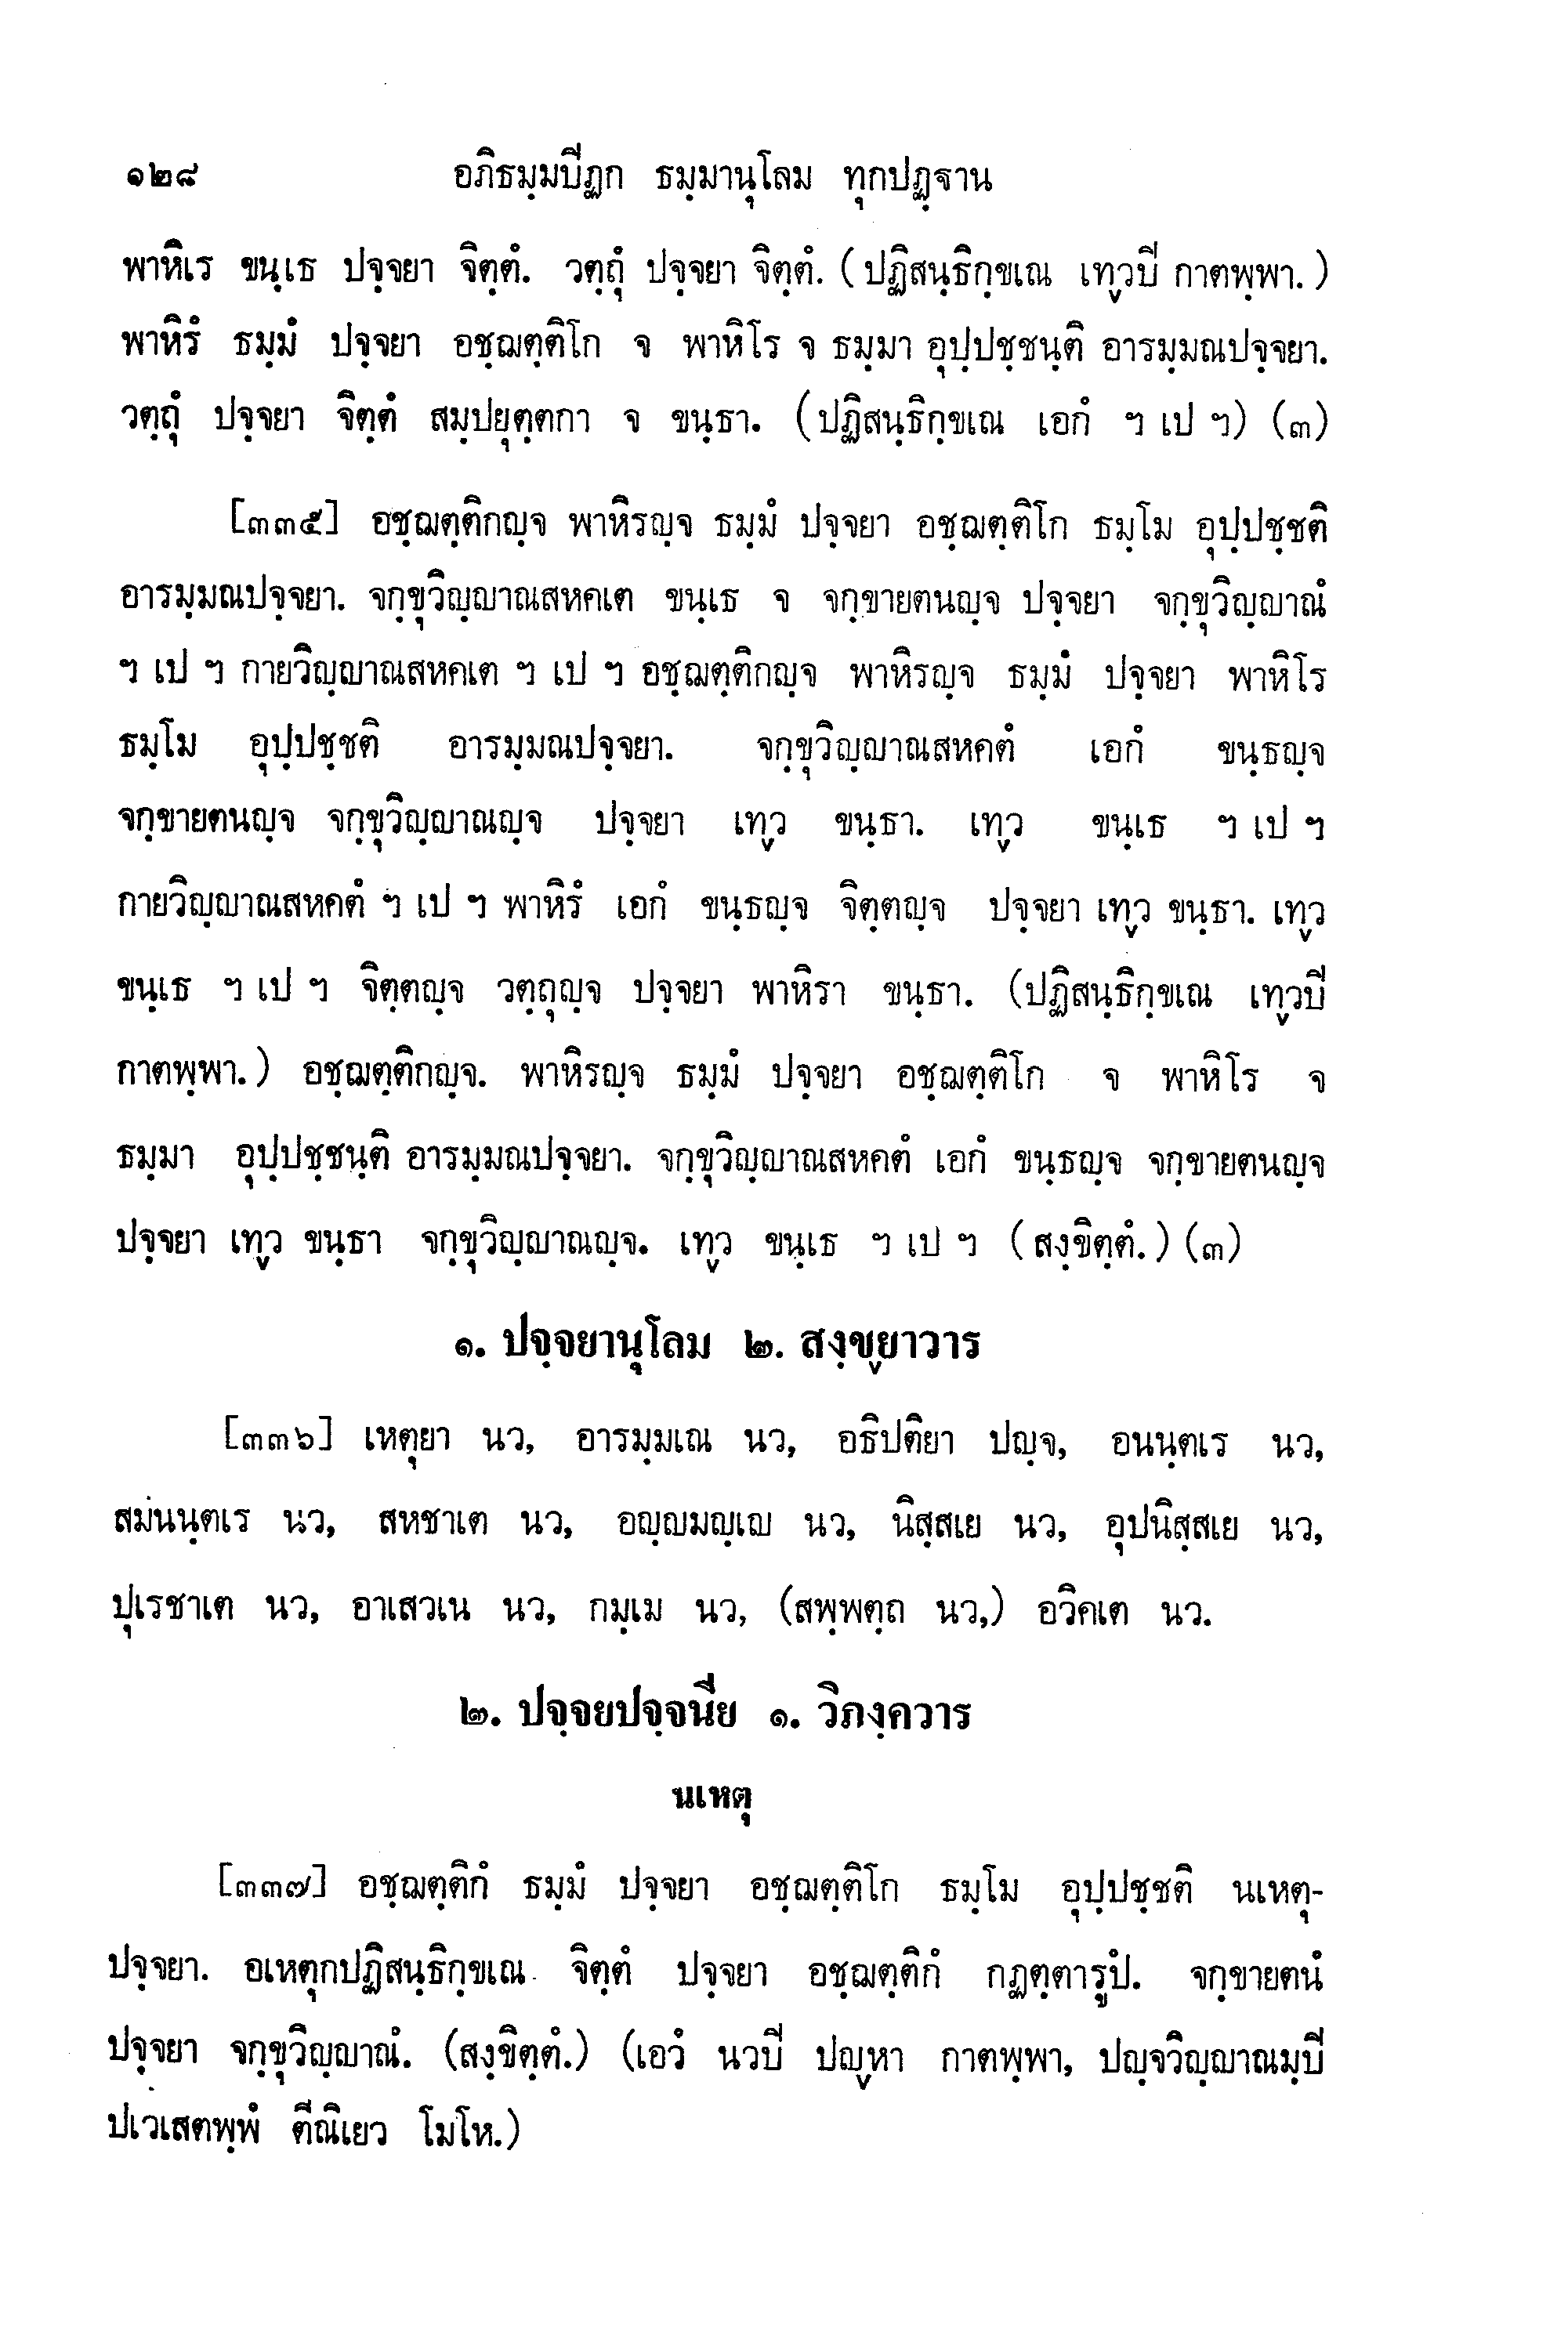 ๑๒๘ อภิธมฺมปิฏก ธมฺมานุโลม ทุกปฏฺฐาน
พาหิเร ขนฺเธ ปจฺจยา จิตฺตํ. วตฺถุํ ปจฺจยา จิตฺตํ. (ปฏิสนฺธิกฺขเณ เทฺวปิ กาตพฺพา.)
พาหิรํ ธมฺมํ ปจฺจยา อชฺฌตฺติโก จ พาหิโร จ ธมฺมา อุปฺปชฺชนฺติ อารมฺมณปจฺจยา.
วตฺถุํ ปจฺจยา จิตฺตํ สมฺปยุตฺตกา จ ขนฺธา. (ปฏิสนฺธิกฺขเณ เอกํ ฯ เป ฯ) (๓)
[๓๓๕] อชฺฌตฺติกญฺจ พาหิรญฺจ ธมฺมํ ปจฺจยา อชฺฌตฺติโก ธมฺโม อุปฺปชฺชติ
อารมฺมณปจฺจยา. จกฺขุวิญฺญาณสหคเต ขนฺเธ จ จกฺขายตนญฺจ ปจฺจยา จกฺขุวิญฺญาณํ
ฯ เป ฯ กายวิญฺญาณสหคเต ฯ เป ฯ อชฺฌตฺติกญฺจ พาหิรญฺจ ธมฺมํ ปจฺจยา พาหิโร
ธมฺโม อุปฺปชฺชติ อารมฺมณปจฺจยา. จกฺขุวิญฺญาณสหคตํ เอกํ ขนฺธญฺจ
จกฺขายตนญฺจ จกฺขุวิญฺญาณญฺจ ปจฺจยา เทฺว ขนฺธา. เทฺว ขนฺเธ ฯ เป ฯ
กายวิญฺญาณสหคตํ ฯ เป ฯ พาหิรํ เอกํ ขนฺธญฺจ จิตฺตญฺจ ปจฺจยา เทฺว ขนฺธา. เทฺว
ขนฺเธ ฯ เป ฯ จิตฺตญฺจ วตฺถุญฺจ ปจฺจยา พาหิรา ขนฺธา. (ปฏิสนฺธิกฺขเณ เทฺวปิ
กาตพฺพา.) อชฺฌตฺติกญฺจ. พาหิรญฺจ ธมฺมํ ปจฺจยา อชฺฌตฺติโก จ พาหิโร จ
ธมฺมา อุปฺปชฺชนฺติ อารมฺมณปจฺจยา. จกฺขุวิญฺญาณสหคตํ เอกํ ขนฺธญฺจ จกฺขายตนญฺจ
ปจฺจยา เทฺว ขนฺธา จกฺขุวิญฺญาณญฺจ. เทฺว ขนฺเธ ฯ เป ฯ (สงฺขิตฺตํ.) (๓)
๑. ปจฺจยานุโลม ๒. สงฺขฺยาวาร
[๓๓๖] เหตุยา นว, อารมฺมเณ นว, อธิปติยา ปญฺจ, อนนฺตเร นว,
สมนนฺตเร นว, สหชาเต นว, อญฺญมญฺเญ นว, นิสฺสเย นว, อุปนิสฺสเย นว,
ปุเรชาเต นว, อาเสวเน นว, กมฺเม นว, (สพฺพตฺถ นว,) อวิคเต นว.
๒. ปจฺจยปจฺจนีย ๑. วิภงฺควาร
นเหตุ
[๓๓๗] อชฺฌตฺติกํ ธมฺมํ ปจฺจยา อชฺฌตฺติโก ธมฺโม อุปฺปชฺชติ นเหตุ-
ปจฺจยา. อเหตุกปฏิสนฺธิกฺขเณ จิตฺตํ ปจฺจยา อชฺฌตฺติกํ กฏตฺตารูปํ. จกฺขายตนํ
ปจฺจยา จกฺขุวิญฺญาณํ. (สงฺขิตฺตํ.) (เอวํ นวปิ ปญฺหา กาตพฺพา, ปญฺจวิญฺญาณมฺปิ
ปเวเสตพฺพํ ตีณิเยว โมโห.)